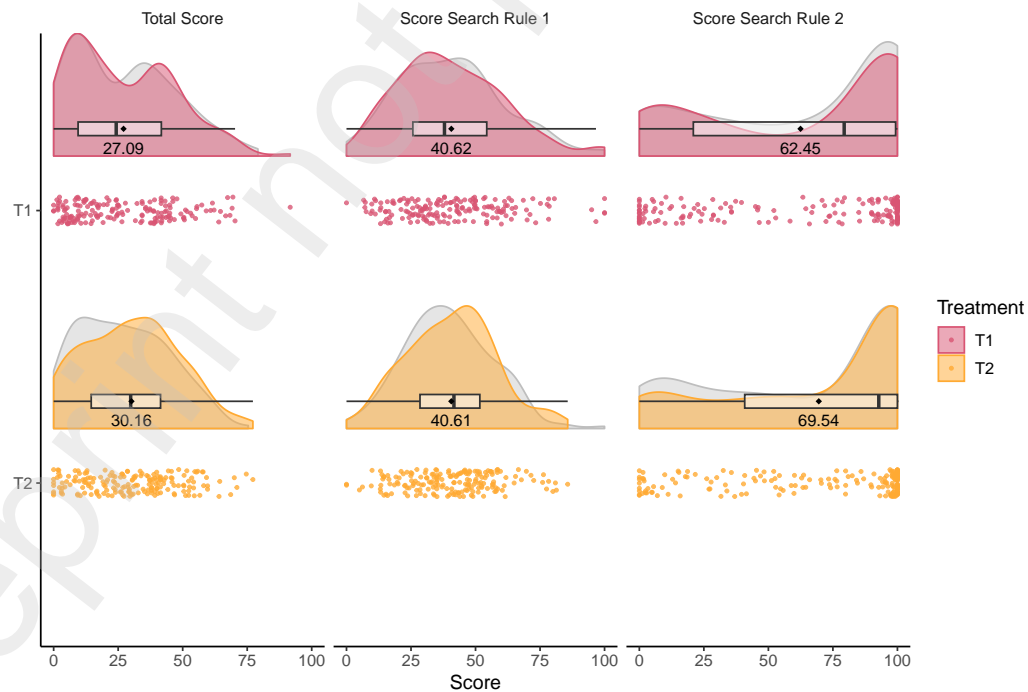 Total Score
Score Search Rule 1
Score Search Rule 2
27.09
40.62
62.45
T1
30.16
40.61
69.54
T2
Treatment
T1
T2
0 25 50 75 100
0 25 50 75 100
0 25 50 75 100
Score
eprint not